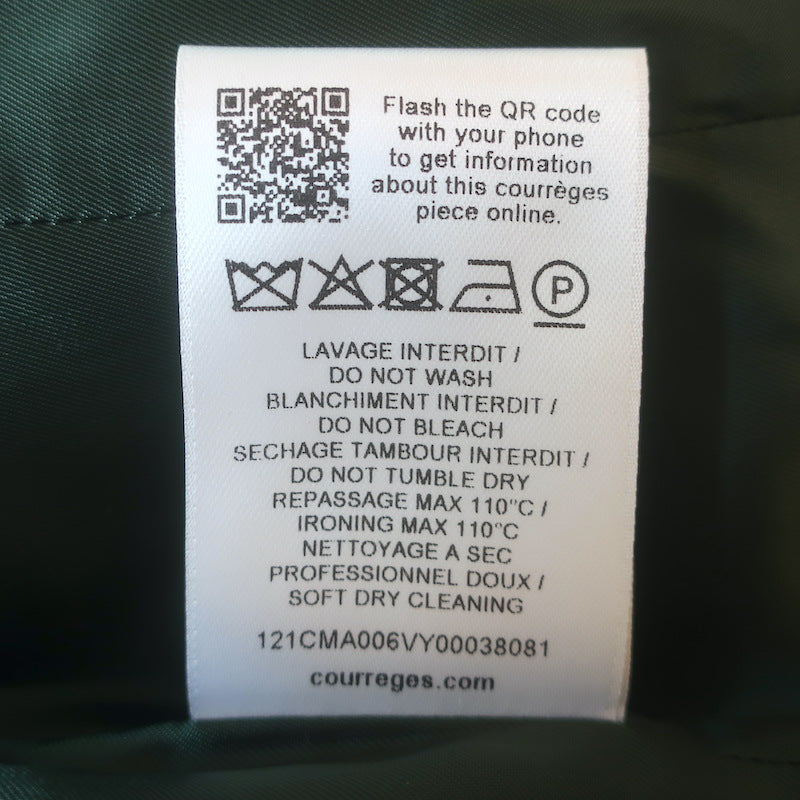 Flash the QR code
with your phone
to get information
about this courrèges
piece online.
P
LAVAGE INTERDIT /
DO NOT WASH
BLANCHIMENT INTERDIT /
DO NOT BLEACH
SECHAGE TAMBOUR INTERDIT /
DO NOT TUMBLE DRY
REPASSAGE MAX 110°C /
IRONING MAX 110°C
NETTOYAGE A SEC
PROFESSIONNEL DOUX /
SOFT DRY CLEANING
121CMA006VY00038081
courreges.com